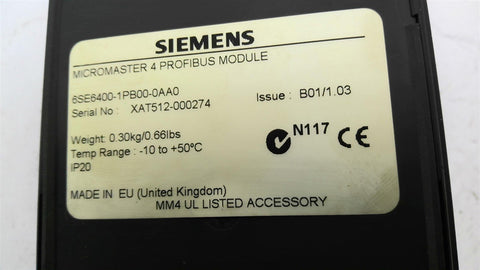 SIEMENS
MICROMASTER 4 PROFIBUS MODULE
6SE6400-1PB00-0AA0
Serial No : XAT512-000274 Issue : B01/1.03
Weight: 0.30kg/0.66lbs
Temp Range : -10 to +50ºC
IP20
N117 CE
MADE IN EU (United Kingdom)
MM4 UL LISTED ACCESSORY